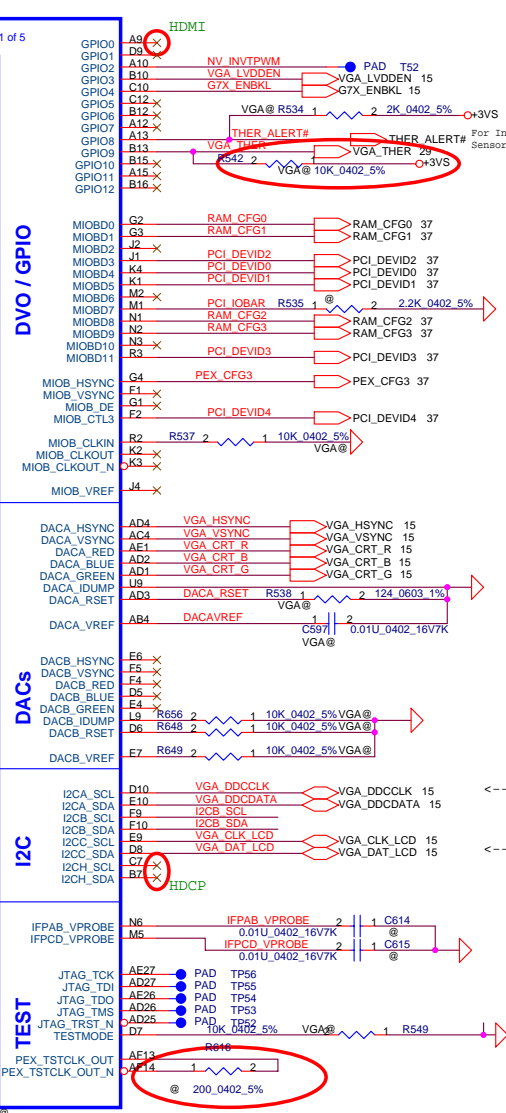 HDMI
1 of 5
GPIO0 A9
GPIO1 D9
GPIO2 A10 NV_INVTPWM PAD T52
GPIO3 B10 VGA_LVDDEN VGA_LVDDEN 15
GPIO4 C10 G7X_ENBKL G7X_ENBKL 15
GPIO5 C12
GPIO6 B12 VGA@ R534 1 2 2K_0402_5% +3VS
GPIO7 A12
GPIO8 A13 THER_ALERT# THER_ALERT# For In
Sensor
GPIO9 B13 VGA_THER VGA_THER 29
GPIO10 B15 R542 2 1 +3VS
GPIO11 A15 VGA@ 10K_0402_5%
GPIO12 B16
DVO / GPIO
MIOBD0 G2 RAM_CFG0 RAM_CFG0 37
MIOBD1 G3 RAM_CFG1 RAM_CFG1 37
MIOBD2 J2
MIOBD3 J1 PCI_DEVID2 PCI_DEVID2 37
MIOBD4 K4 PCI_DEVID0 PCI_DEVID0 37
MIOBD5 K1 PCI_DEVID1 PCI_DEVID1 37
MIOBD6 M2
MIOBD7 M1 PCI_IOBAR R535 1 @ 2 2.2K_0402_5%
MIOBD8 N1 RAM_CFG2 RAM_CFG2 37
MIOBD9 N2 RAM_CFG3 RAM_CFG3 37
MIOBD10 N3
MIOBD11 R3 PCI_DEVID3 PCI_DEVID3 37
MIOB_HSYNC G4 PEX_CFG3 PEX_CFG3 37
MIOB_VSYNC F1
MIOB_DE G1
MIOB_CTL3 F2 PCI_DEVID4 PCI_DEVID4 37
MIOB_CLKIN R2 R537 2 1 10K_0402_5%
MIOB_CLKOUT K2 VGA@
MIOB_CLKOUT_N K3
MIOB_VREF J4
DACs
DACA_HSYNC AD4 VGA_HSYNC VGA_HSYNC 15
DACA_VSYNC AC4 VGA_VSYNC VGA_VSYNC 15
DACA_RED AE1 VGA_CRT_R VGA_CRT_R 15
DACA_BLUE AD2 VGA_CRT_B VGA_CRT_B 15
DACA_GREEN AD1 VGA_CRT_G VGA_CRT_G 15
DACA_IDUMP U9
DACA_RSET AD3 DACA_RSET R538 1 2 124_0603_1%
VGA@
DACA_VREF AB4 DACAVREF 1 2
C597 0.01U_0402_16V7K
VGA@
DACB_HSYNC E6
DACB_VSYNC F5
DACB_RED F4
DACB_BLUE D5
DACB_GREEN E4
DACB_IDUMP L9 R656 2 1 10K_0402_5% VGA@
DACB_RSET D6 R648 2 1 10K_0402_5% VGA@
DACB_VREF E7 R649 2 1 10K_0402_5% VGA@
I2C
I2CA_SCL D10 VGA_DDCCLK VGA_DDCCLK 15 <--
I2CA_SDA E10 VGA_DDCDATA VGA_DDCDATA 15
I2CB_SCL F9 I2CB_SCL
I2CB_SDA F10 I2CB_SDA
I2CC_SCL E9 VGA_CLK_LCD VGA_CLK_LCD 15
I2CC_SDA D8 VGA_DAT_LCD VGA_DAT_LCD 15 <--
I2CH_SCL C7
I2CH_SDA B7
HDCP
TEST
IFPAB_VPROBE N6 IFPAB_VPROBE 2 1 C614
IFPCD_VPROBE M5 0.01U_0402_16V7K @
IFPCD_VPROBE 2 1 C615
0.01U_0402_16V7K @
JTAG_TCK AE27 PAD TP56
JTAG_TDI AD27 PAD TP55
JTAG_TDO AE26 PAD TP54
JTAG_TMS AD26 PAD TP53
JTAG_TRST_N AD25 PAD TP52
TESTMODE D7 10K_0402_5% VGA@ 2 1 R549
PEX_TSTCLK_OUT AF13 R616
PEX_TSTCLK_OUT_N AF14 1 2
@ 200_0402_5%